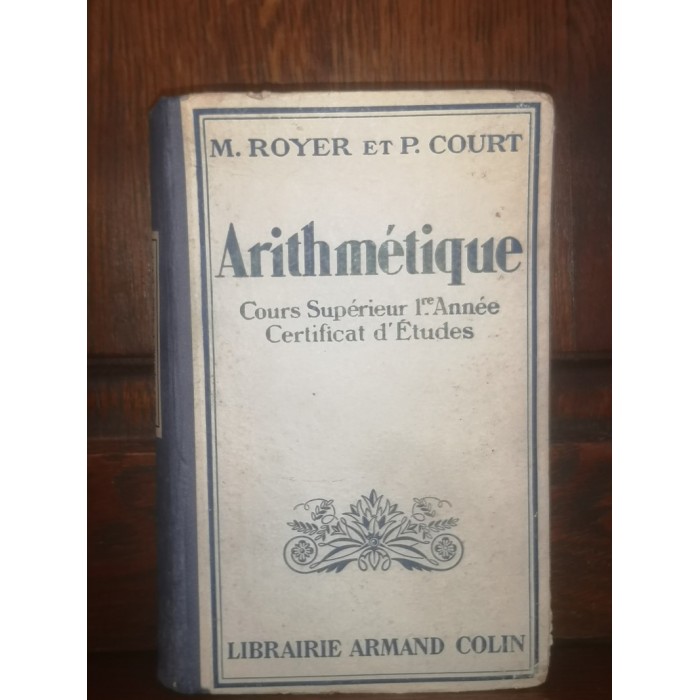 M. ROYER ET P. COURT
Arithmétique
Cours Supérieur 1re Année
Certificat d'Études
LIBRAIRIE ARMAND COLIN